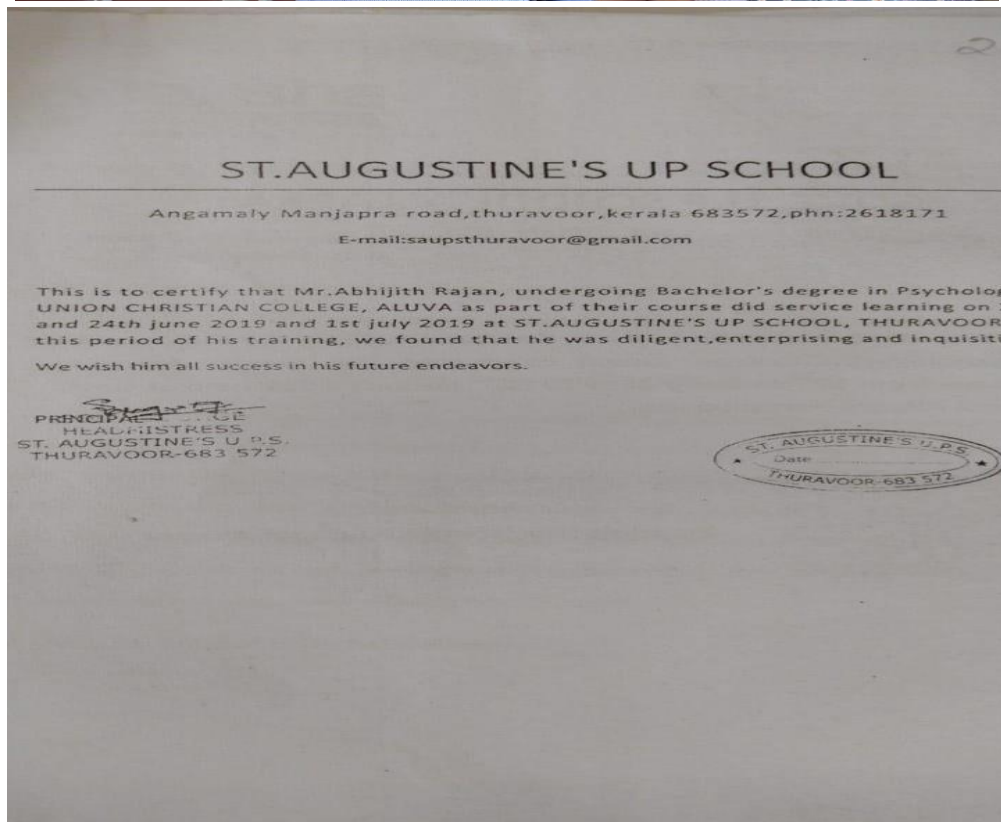 2
ST.AUGUSTINE'S UP SCHOOL
Angamaly Manjapra road,thuravoor,kerala 683572,phn:2618171
E-mail:saupsthuravoor@gmail.com
This is to certify that Mr.Abhijith Rajan, undergoing Bachelor's degree in Psycholog
UNION CHRISTIAN COLLEGE, ALUVA as part of their course did service learning on
and 24th june 2019 and 1st july 2019 at ST.AUGUSTINE'S UP SCHOOL, THURAVOOR
this period of his training, we found that he was diligent,enterprising and inquisiti
We wish him all success in his future endeavors.
PRINCIPAL
HEADMISTRESS
ST. AUGUSTINE'S U.P.S.
THURAVOOR-683 572
ST. AUGUSTINE'S U.P.S.
Date
THURAVOOR-683 572